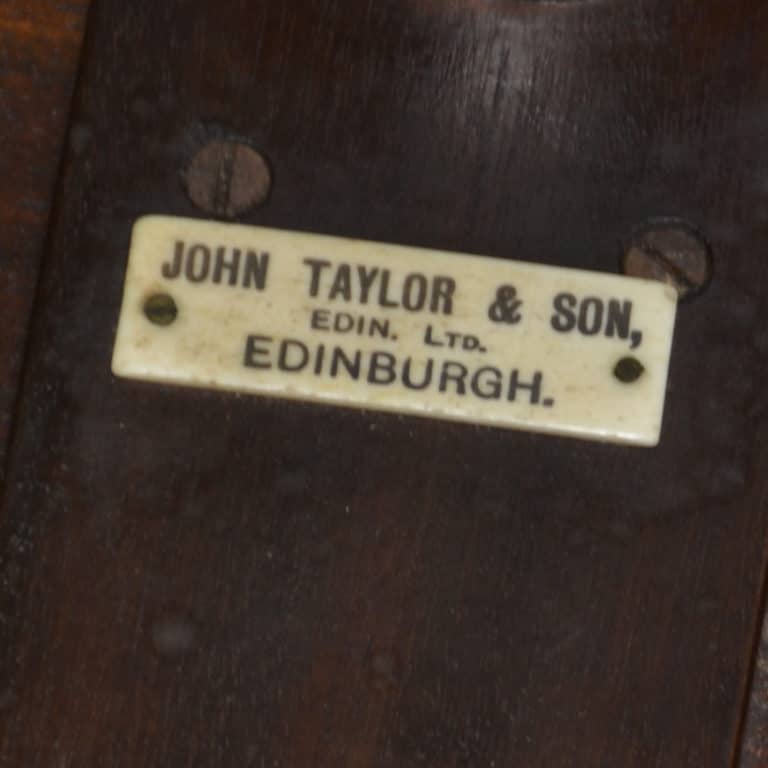 JOHN TAYLOR & SON,
EDIN. LTD.
EDINBURGH.